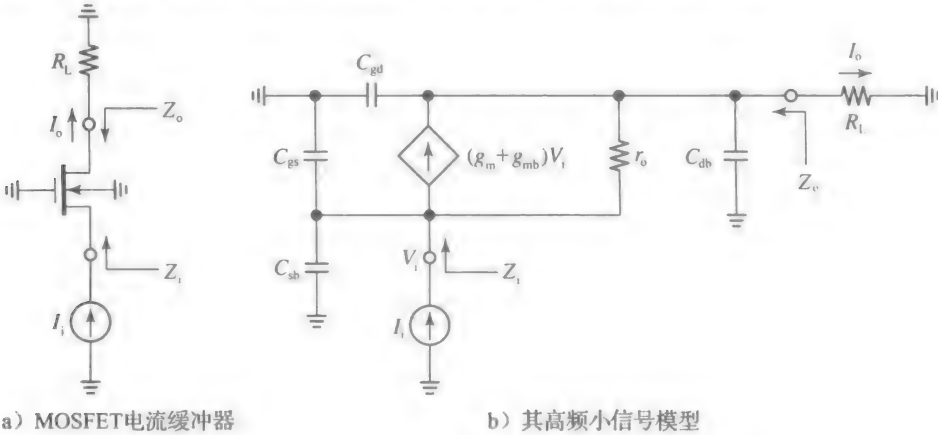 R_L
I_o
Z_o
Z_i
I_i
a）MOSFET电流缓冲器
C_gd
C_gs
(g_m+g_mb)V_i
r_o
C_db
I_o
R_L
Z_o
C_sb
V_i
Z_i
I_i
b）其高频小信号模型